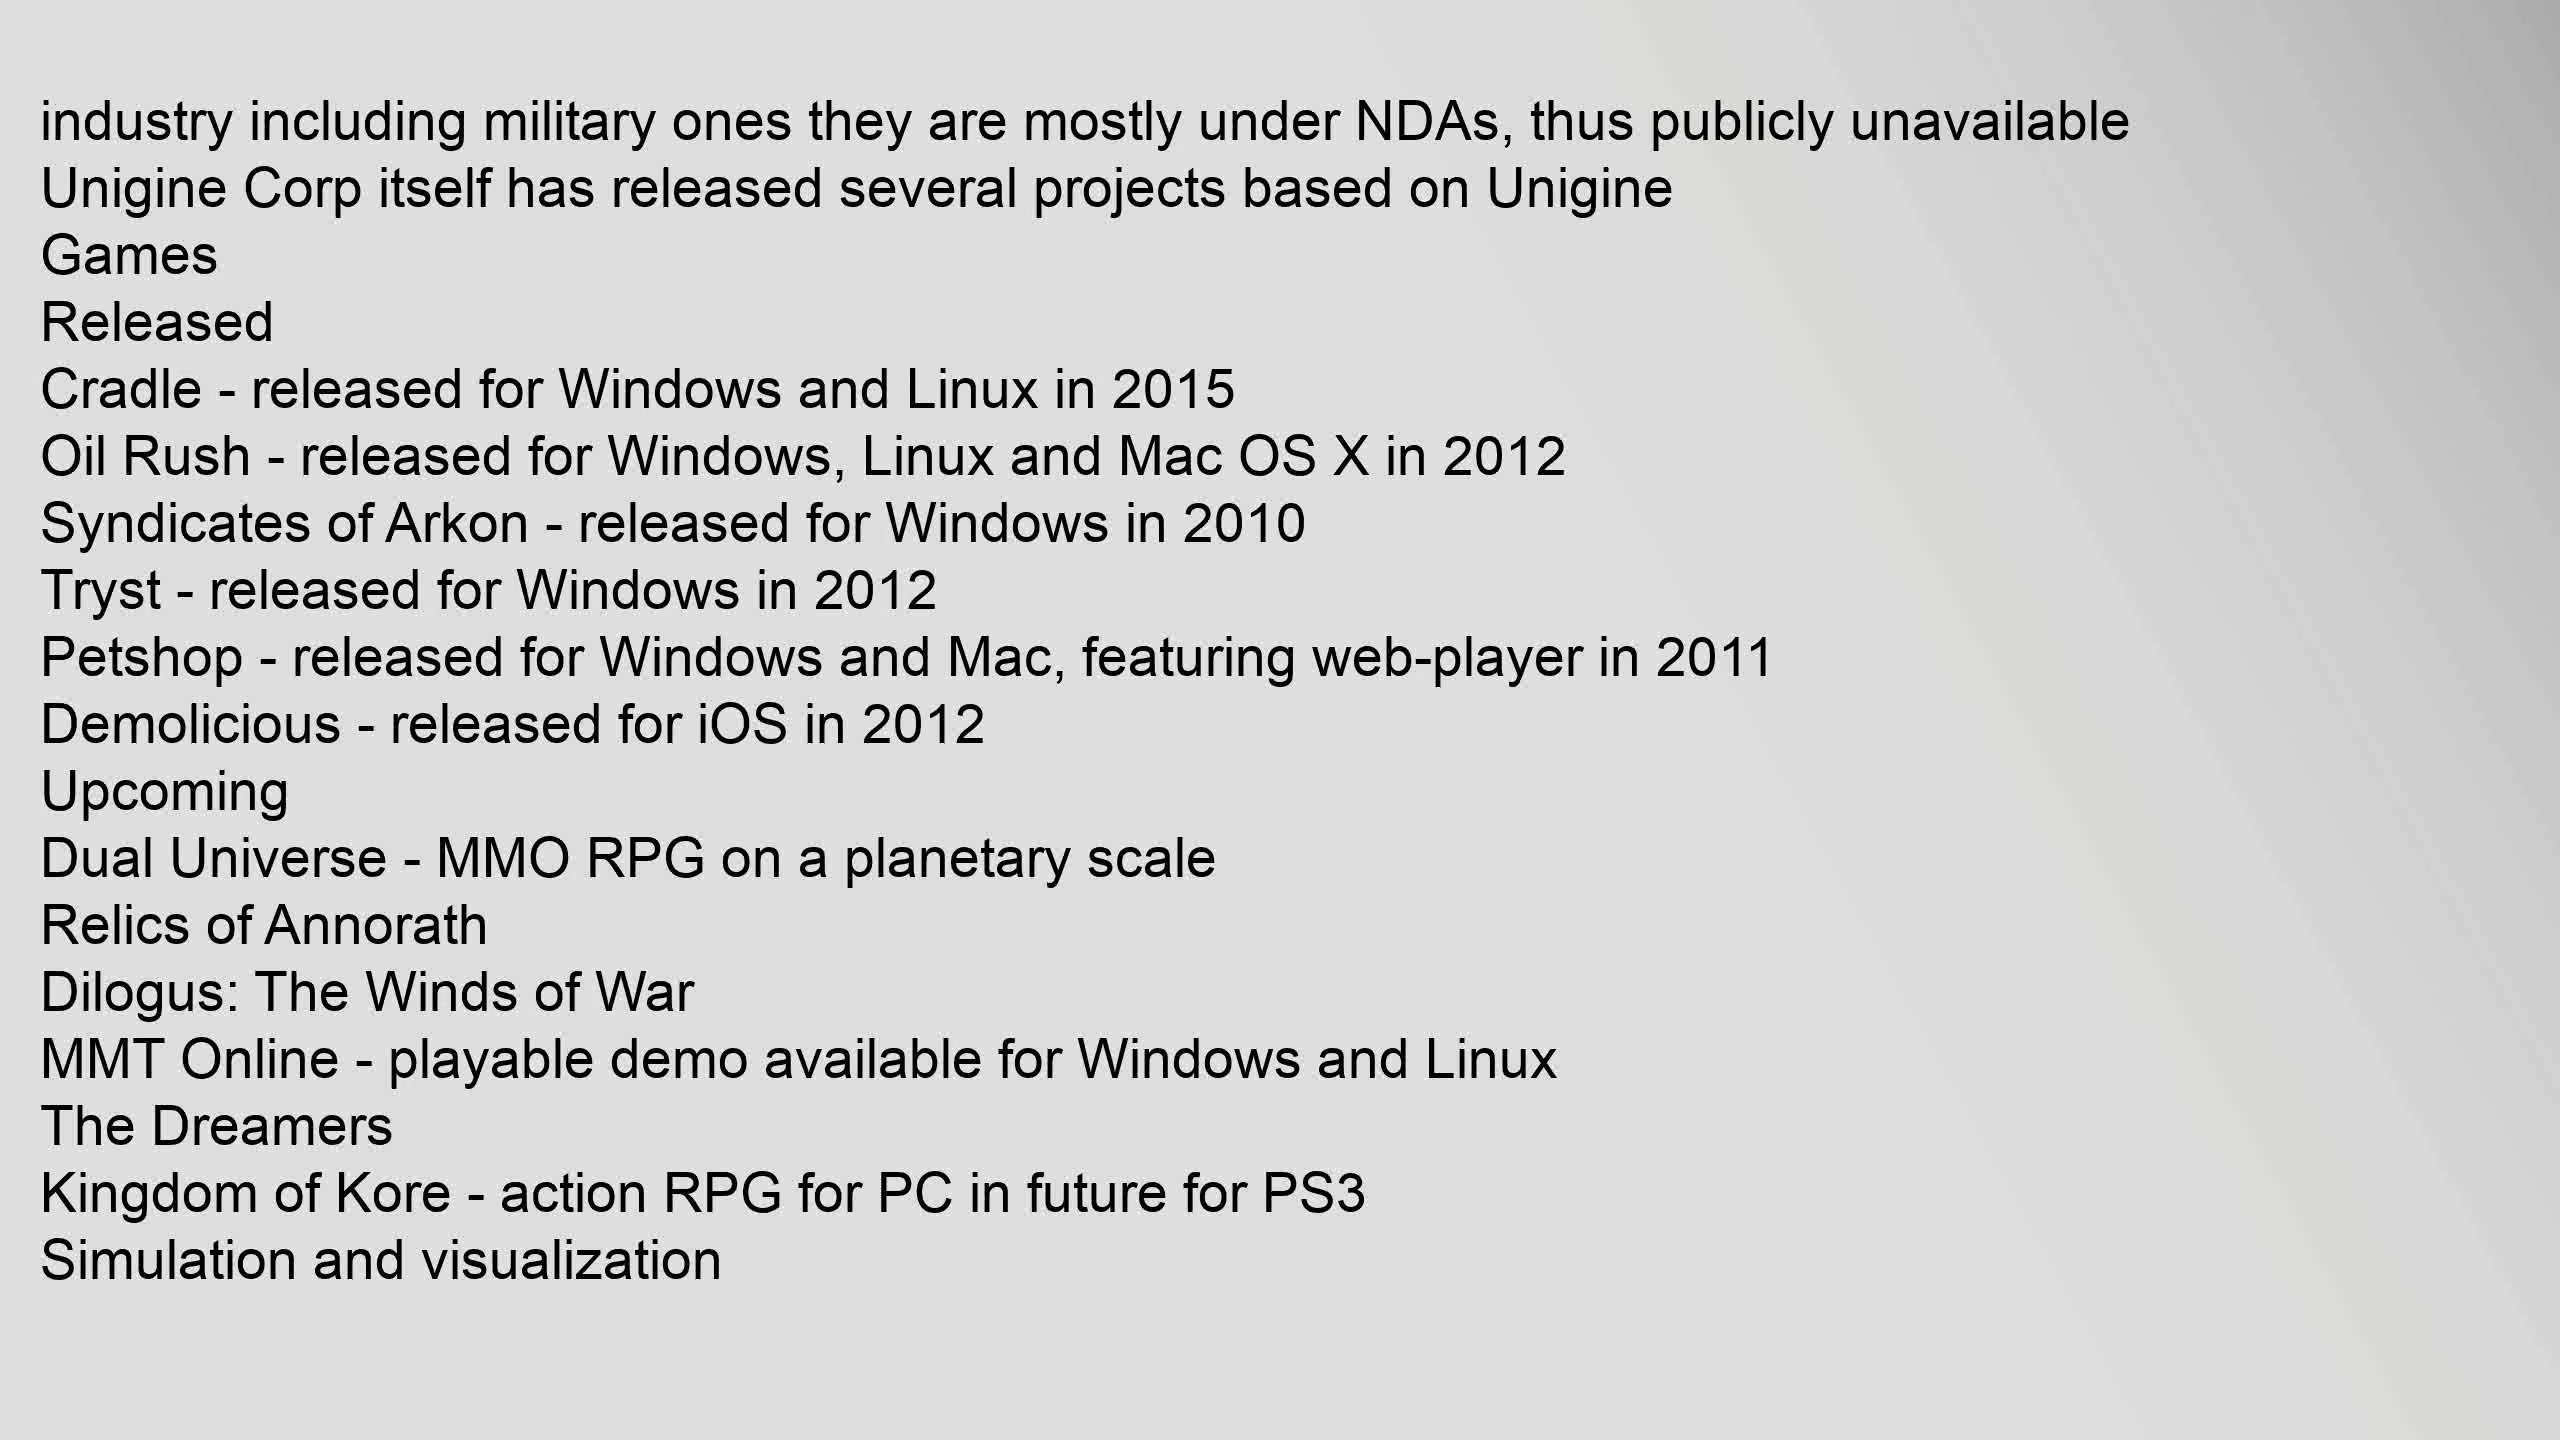 industry including military ones they are mostly under NDAs, thus publicly unavailable
Unigine Corp itself has released several projects based on Unigine
Games
Released
Cradle - released for Windows and Linux in 2015
Oil Rush - released for Windows, Linux and Mac OS X in 2012
Syndicates of Arkon - released for Windows in 2010
Tryst - released for Windows in 2012
Petshop - released for Windows and Mac, featuring web-player in 2011
Demolicious - released for iOS in 2012
Upcoming
Dual Universe - MMO RPG on a planetary scale
Relics of Annorath
Dilogus: The Winds of War
MMT Online - playable demo available for Windows and Linux
The Dreamers
Kingdom of Kore - action RPG for PC in future for PS3
Simulation and visualization